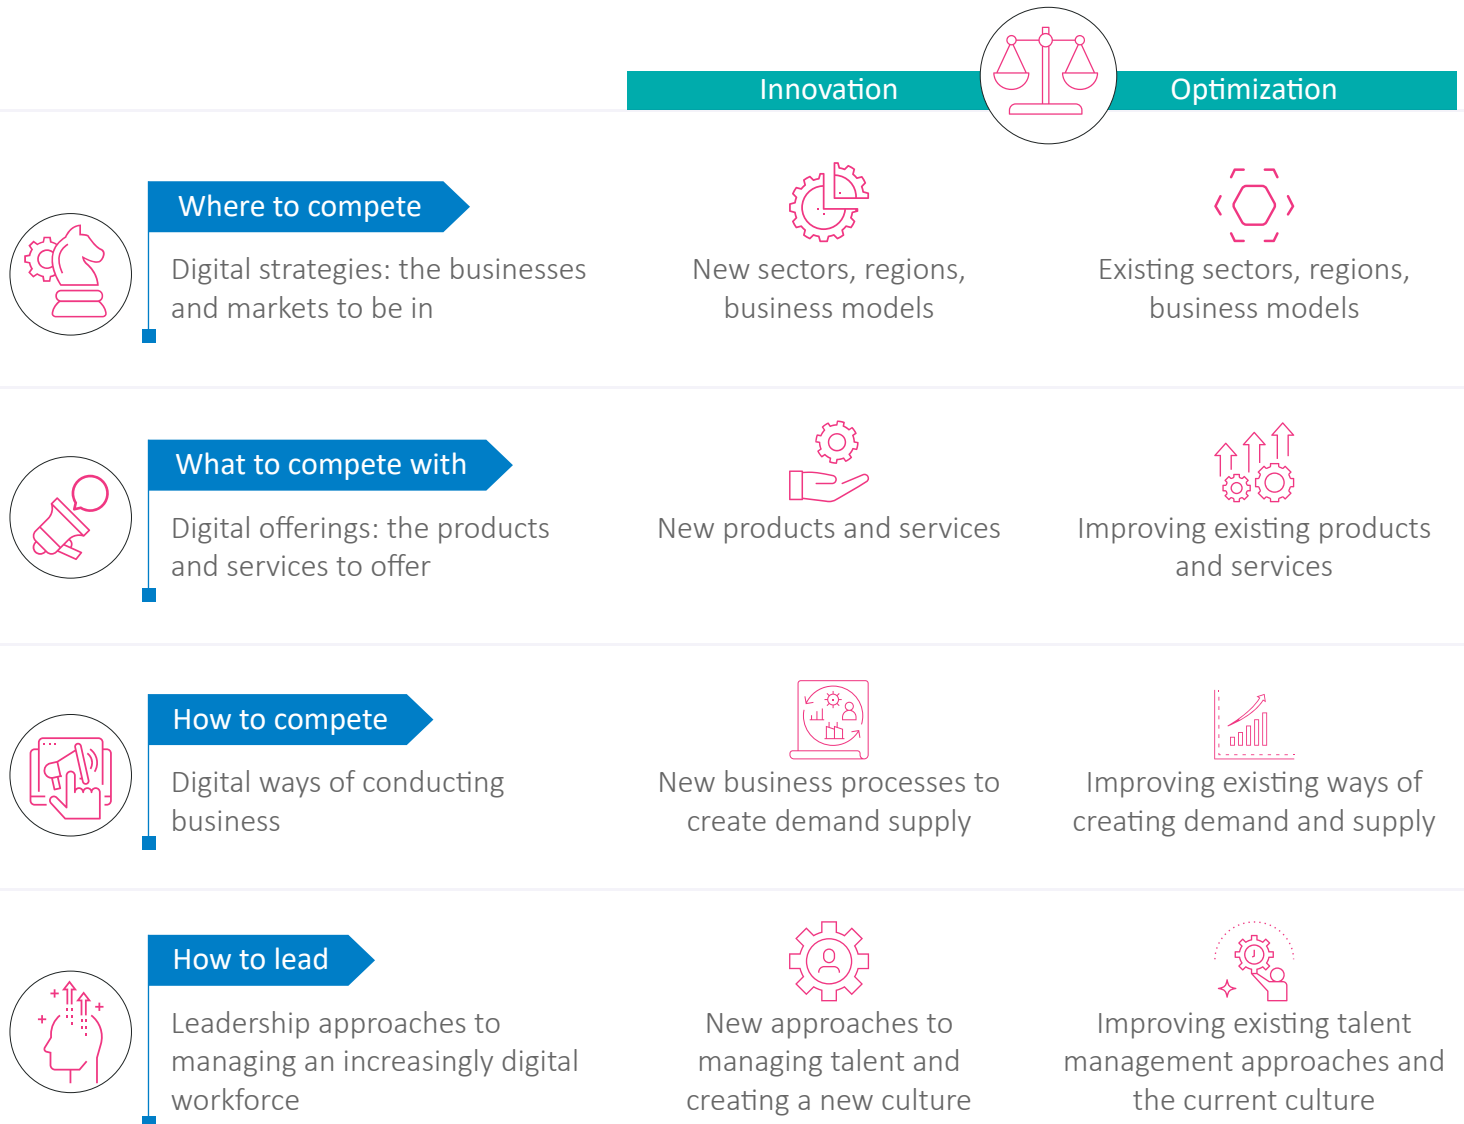 Innovation
Optimization
Where to compete
Digital strategies: the businesses
and markets to be in
New sectors, regions,
business models
Existing sectors, regions,
business models
What to compete with
Digital offerings: the products
and services to offer
New products and services
Improving existing products
and services
How to compete
Digital ways of conducting
business
New business processes to
create demand supply
Improving existing ways of
creating demand and supply
How to lead
Leadership approaches to
managing an increasingly digital
workforce
New approaches to
managing talent and
creating a new culture
Improving existing talent
management approaches and
the current culture